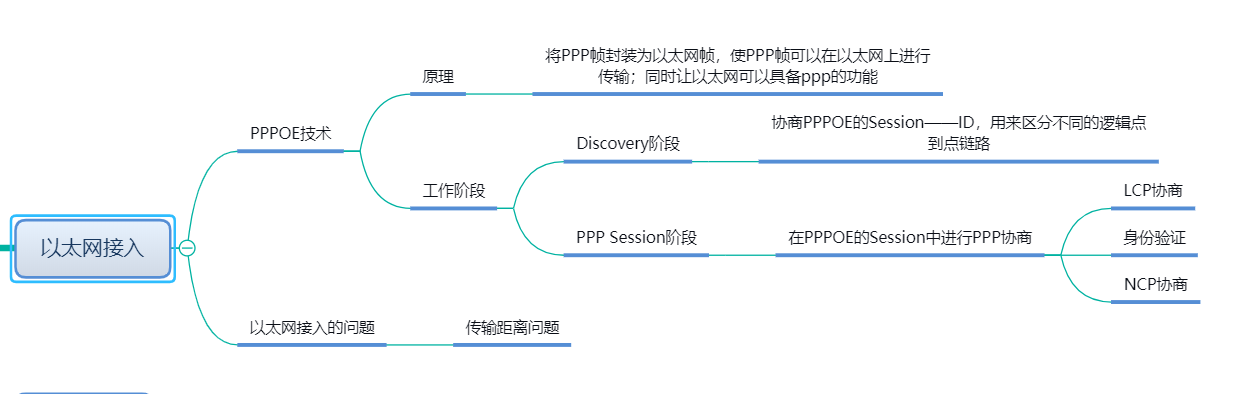 以太网接入
PPPOE技术
原理
将PPP帧封装为以太网帧，使PPP帧可以在以太网上进行
传输；同时让以太网可以具备ppp的功能
工作阶段
Discovery阶段
协商PPPOE的Session——ID，用来区分不同的逻辑点
到点链路
PPP Session阶段
在PPPOE的Session中进行PPP协商
LCP协商
身份验证
NCP协商
以太网接入的问题
传输距离问题